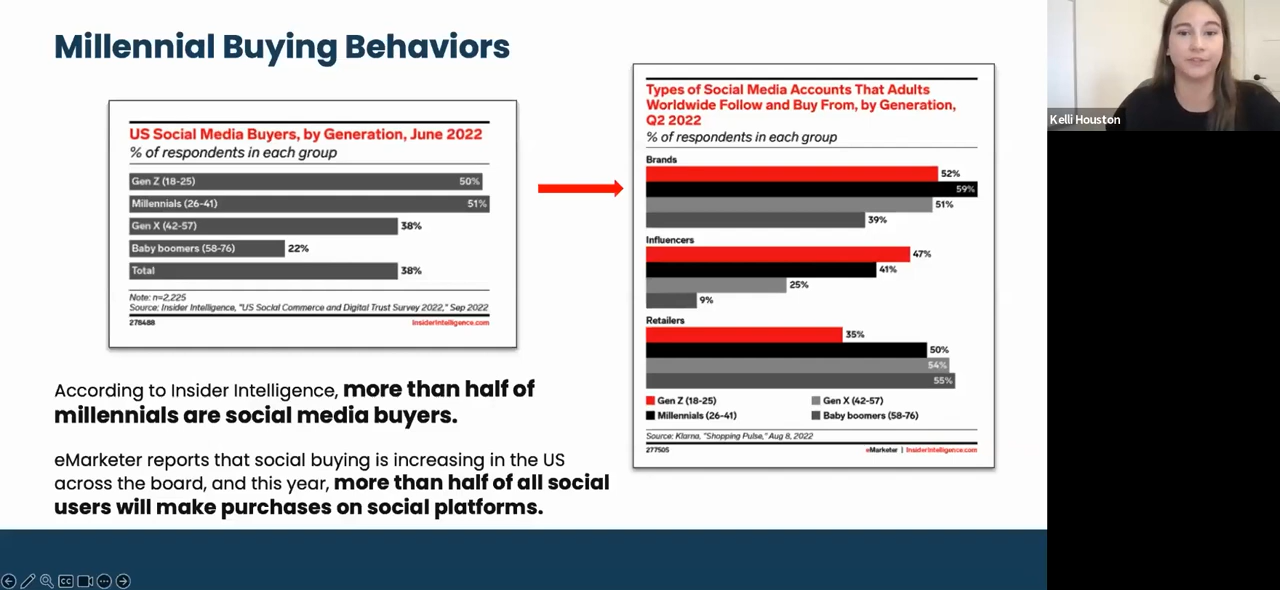 Millennial Buying Behaviors
US Social Media Buyers, by Generation, June 2022
% of respondents in each group
Gen Z (18-25) 50%
Millennials (26-41) 51%
Gen X (42-57) 38%
Baby boomers (58-76) 22%
Total 38%
Note: n=2,225
Source: Insider Intelligence, "US Social Commerce and Digital Trust Survey 2022," Sep 2022
278488 InsiderIntelligence.com
According to Insider Intelligence, more than half of
millennials are social media buyers.
eMarketer reports that social buying is increasing in the US
across the board, and this year, more than half of all social
users will make purchases on social platforms.
Types of Social Media Accounts That Adults
Worldwide Follow and Buy From, by Generation,
Q2 2022
% of respondents in each group
Brands
52%
59%
51%
39%
Influencers
47%
41%
25%
9%
Retailers
35%
50%
54%
55%
Gen Z (18-25) Gen X (42-57)
Millennials (26-41) Baby boomers (58-76)
Source: Klarna, "Shopping Pulse," Aug 8, 2022
277505 eMarketer | InsiderIntelligence.com
Kelli Houston
CC